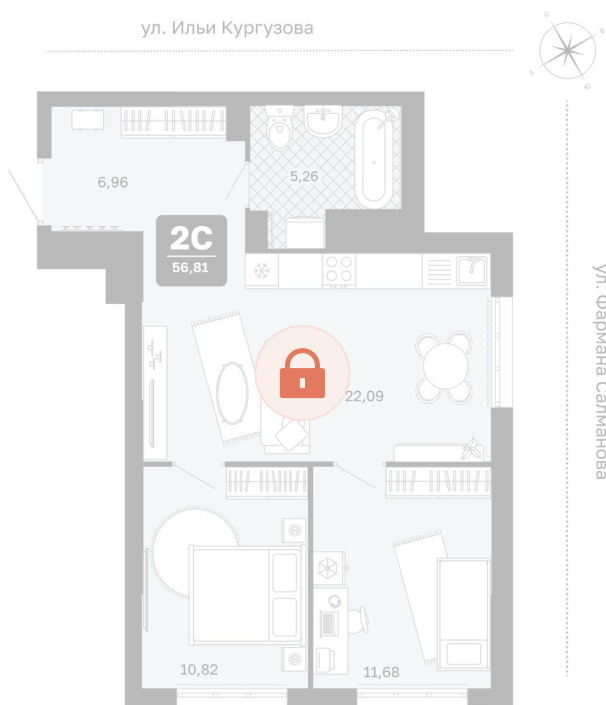 ул. Ильи Кургузова
С
В
З
Ю
6,96
5,26
2С
56,81
ул. Фармана Салманова
22,09
10,82
11,68